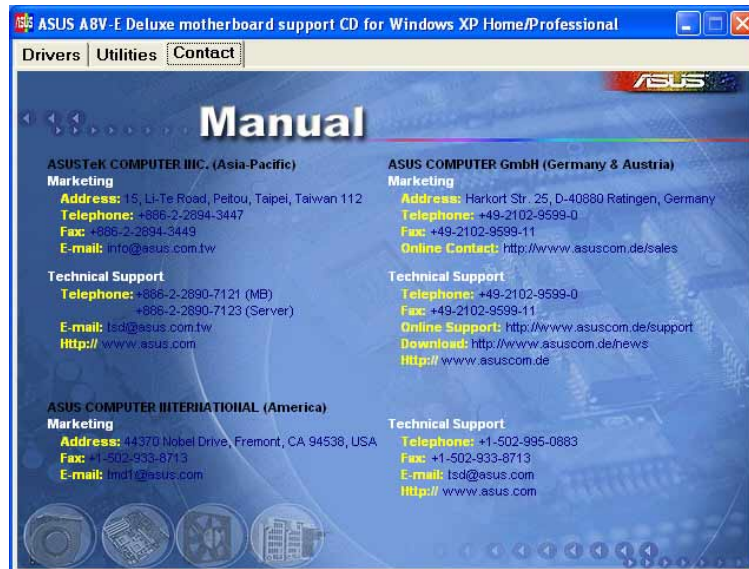 ASUS A8V-E Deluxe motherboard support CD for Windows XP Home/Professional
Drivers
Utilities
Contact
ASUS
Manual
ASUSTeK COMPUTER INC. (Asia-Pacific)
Marketing
Address: 15, Li-Te Road, Peitou, Taipei, Taiwan 112
Telephone: +886-2-2894-3447
Fax: +886-2-2894-3449
E-mail: info@asus.com.tw
Technical Support
Telephone: +886-2-2890-7121 (MB)
+886-2-2890-7123 (Server)
E-mail: tsd@asus.com.tw
Http:// www.asus.com
ASUS COMPUTER GmbH (Germany & Austria)
Marketing
Address: Harkort Str. 25, D-40880 Ratingen, Germany
Telephone: +49-2102-9599-0
Fax: +49-2102-9599-11
Online Contact: http://www.asuscom.de/sales
Technical Support
Telephone: +49-2102-9599-0
Fax: +49-2102-9599-11
Online Support: http://www.asuscom.de/support
Download: http://www.asuscom.de/news
Http:// www.asuscom.de
ASUS COMPUTER INTERNATIONAL (America)
Marketing
Address: 44370 Nobel Drive, Fremont, CA 94538, USA
Fax: +1-502-933-8713
E-mail: tmd1@asus.com
Technical Support
Telephone: +1-502-995-0883
Fax: +1-502-933-8713
E-mail: tsd@asus.com
Http:// www.asus.com